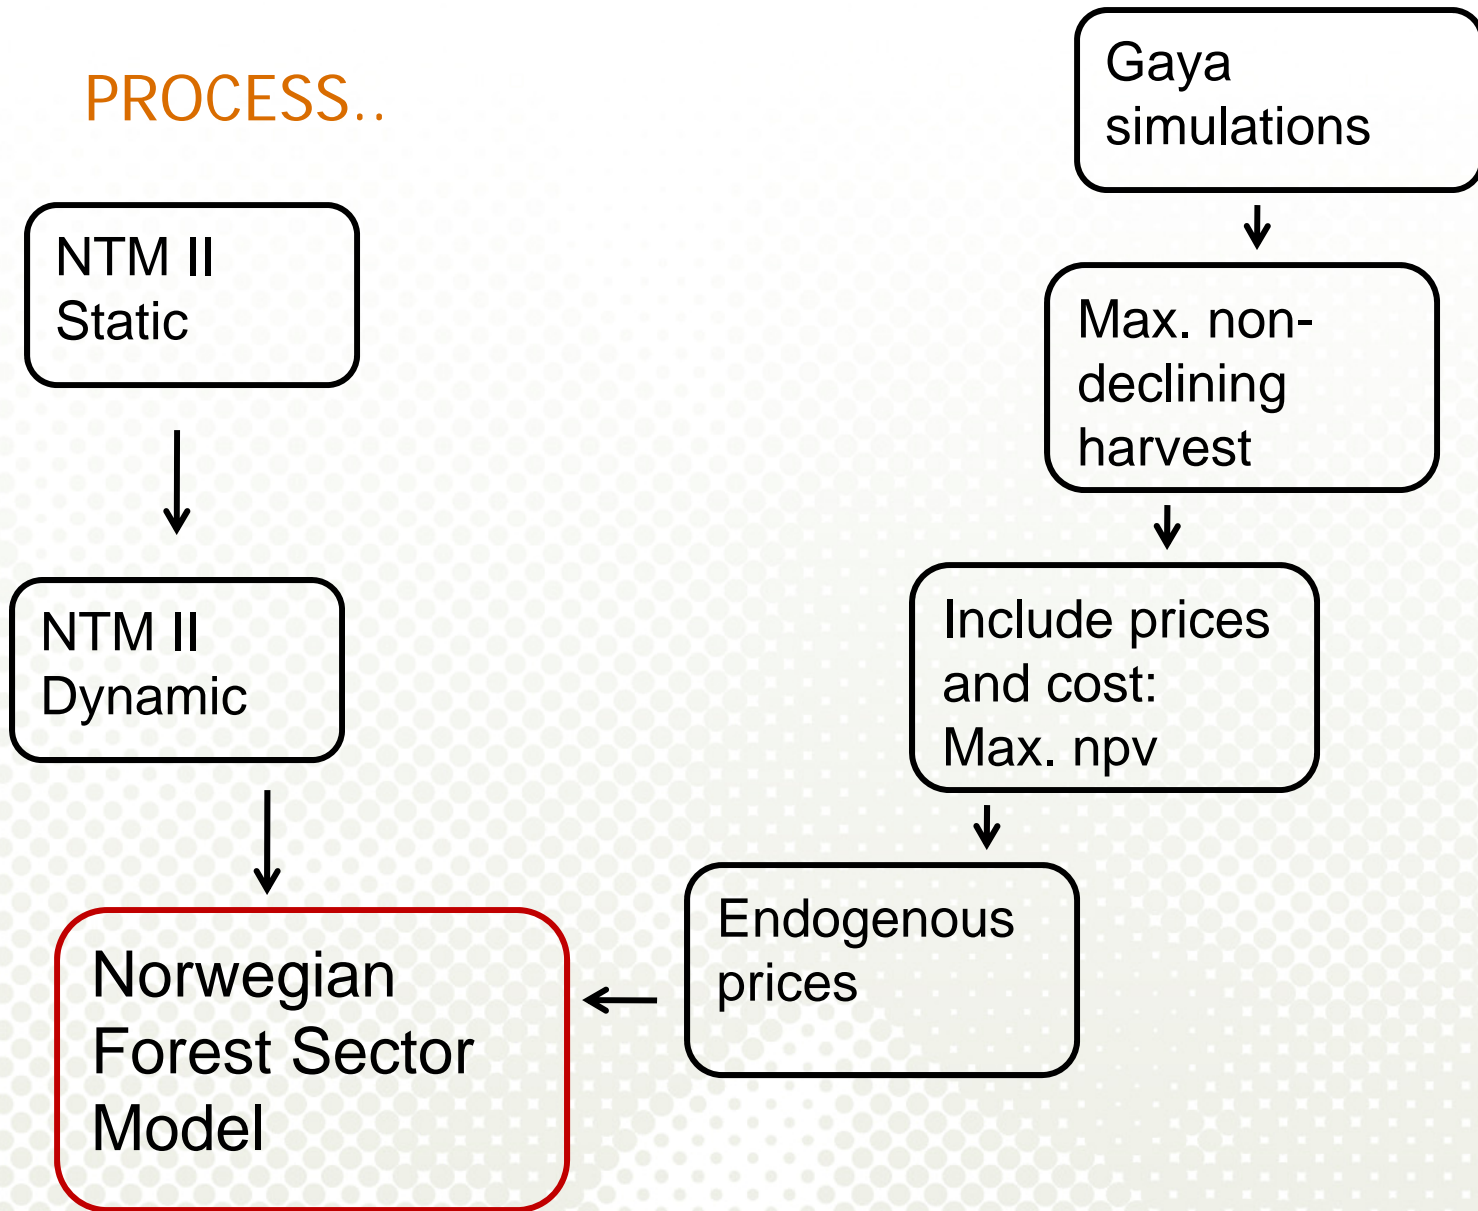 PROCESS..
NTM II
Static
NTM II
Dynamic
Norwegian
Forest Sector
Model
Gaya
simulations
Max. non-
declining
harvest
Include prices
and cost:
Max. npv
Endogenous
prices